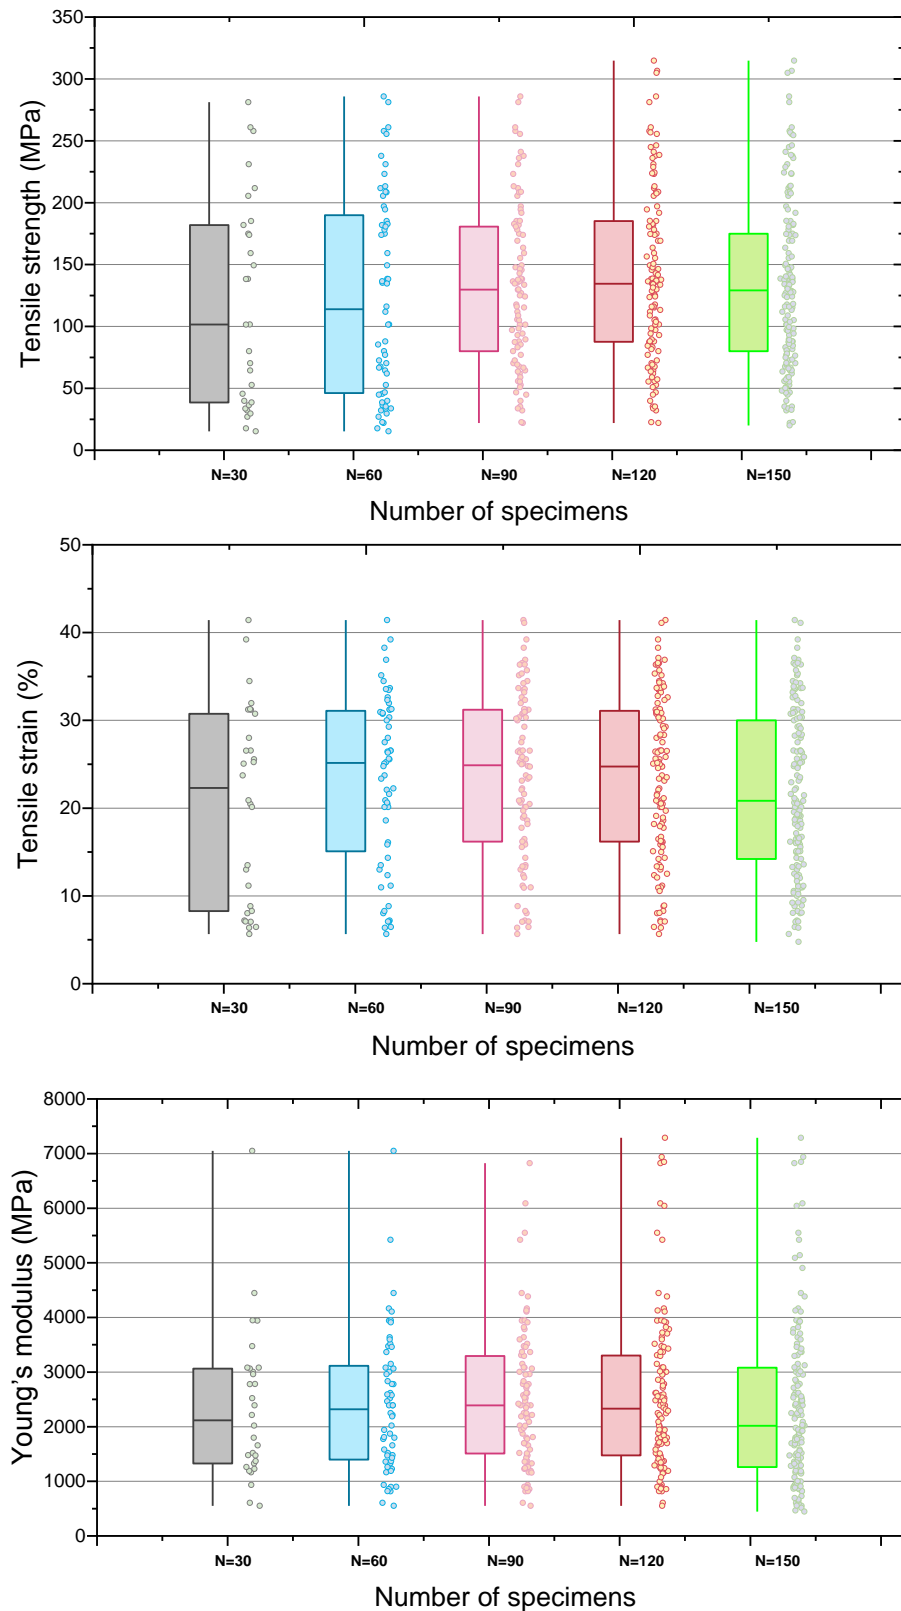 350
300
250
200
150
100
50
0
Tensile strength (MPa)
N=30 N=60 N=90 N=120 N=150
Number of specimens
50
40
30
20
10
0
Tensile strain (%)
N=30 N=60 N=90 N=120 N=150
Number of specimens
8000
7000
6000
5000
4000
3000
2000
1000
0
Young's modulus (MPa)
N=30 N=60 N=90 N=120 N=150
Number of specimens